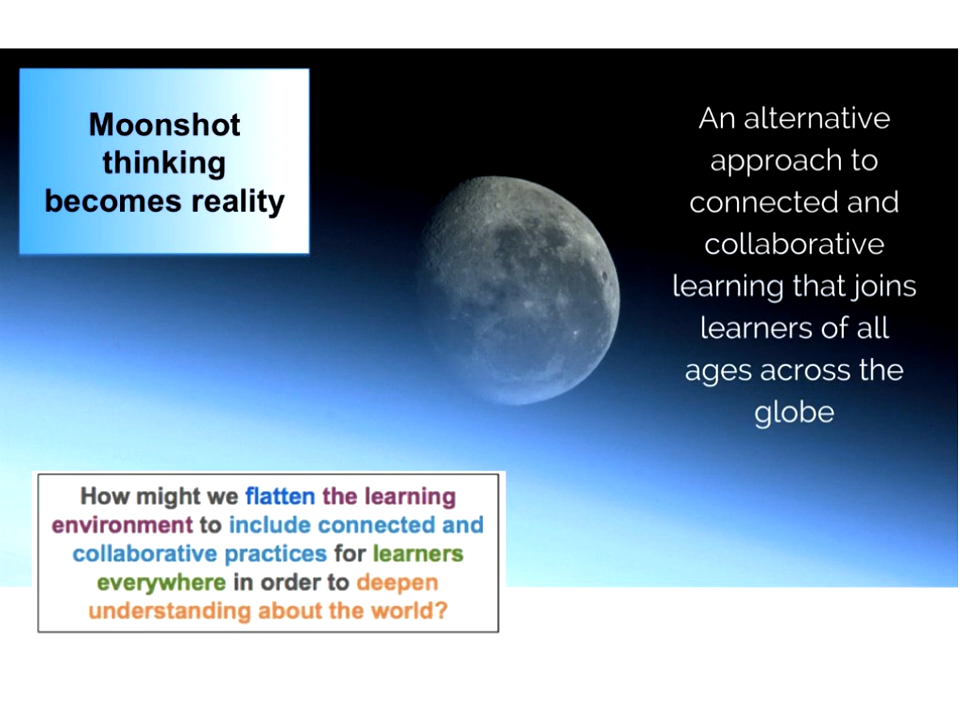 Moonshot
thinking
becomes reality
An alternative
approach to
connected and
collaborative
learning that joins
learners of all
ages across the
globe
How might we flatten the learning
environment to include connected and
collaborative practices for learners
everywhere in order to deepen
understanding about the world?